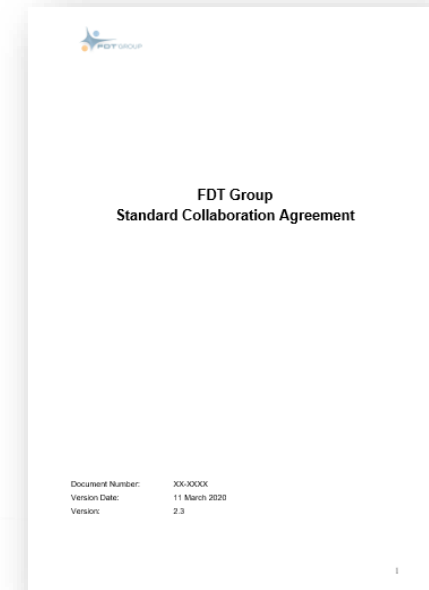 FDT GROUP
FDT Group
Standard Collaboration Agreement
Document Number: XX-XXXX
Version Date: 11 March 2020
Version: 2.3
1